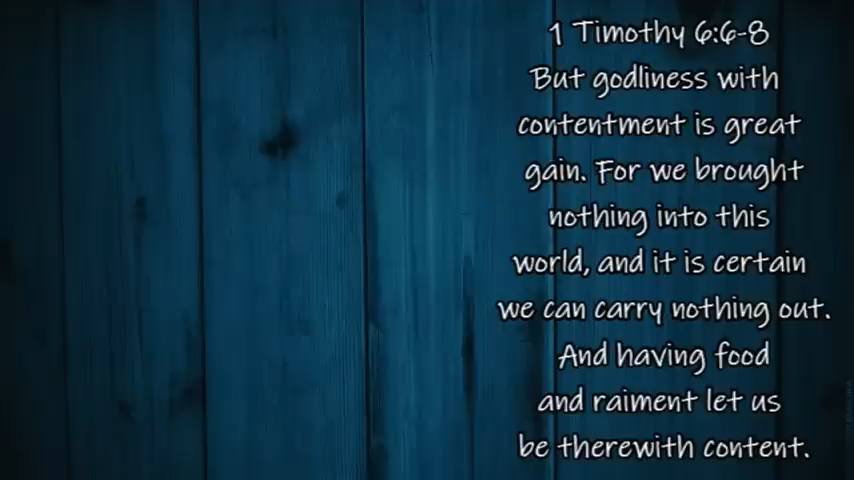 1 Timothy 6:6-8
But godliness with
contentment is great
gain. For we brought
nothing into this
world, and it is certain
we can carry nothing out.
And having food
and raiment let us
be therewith content.